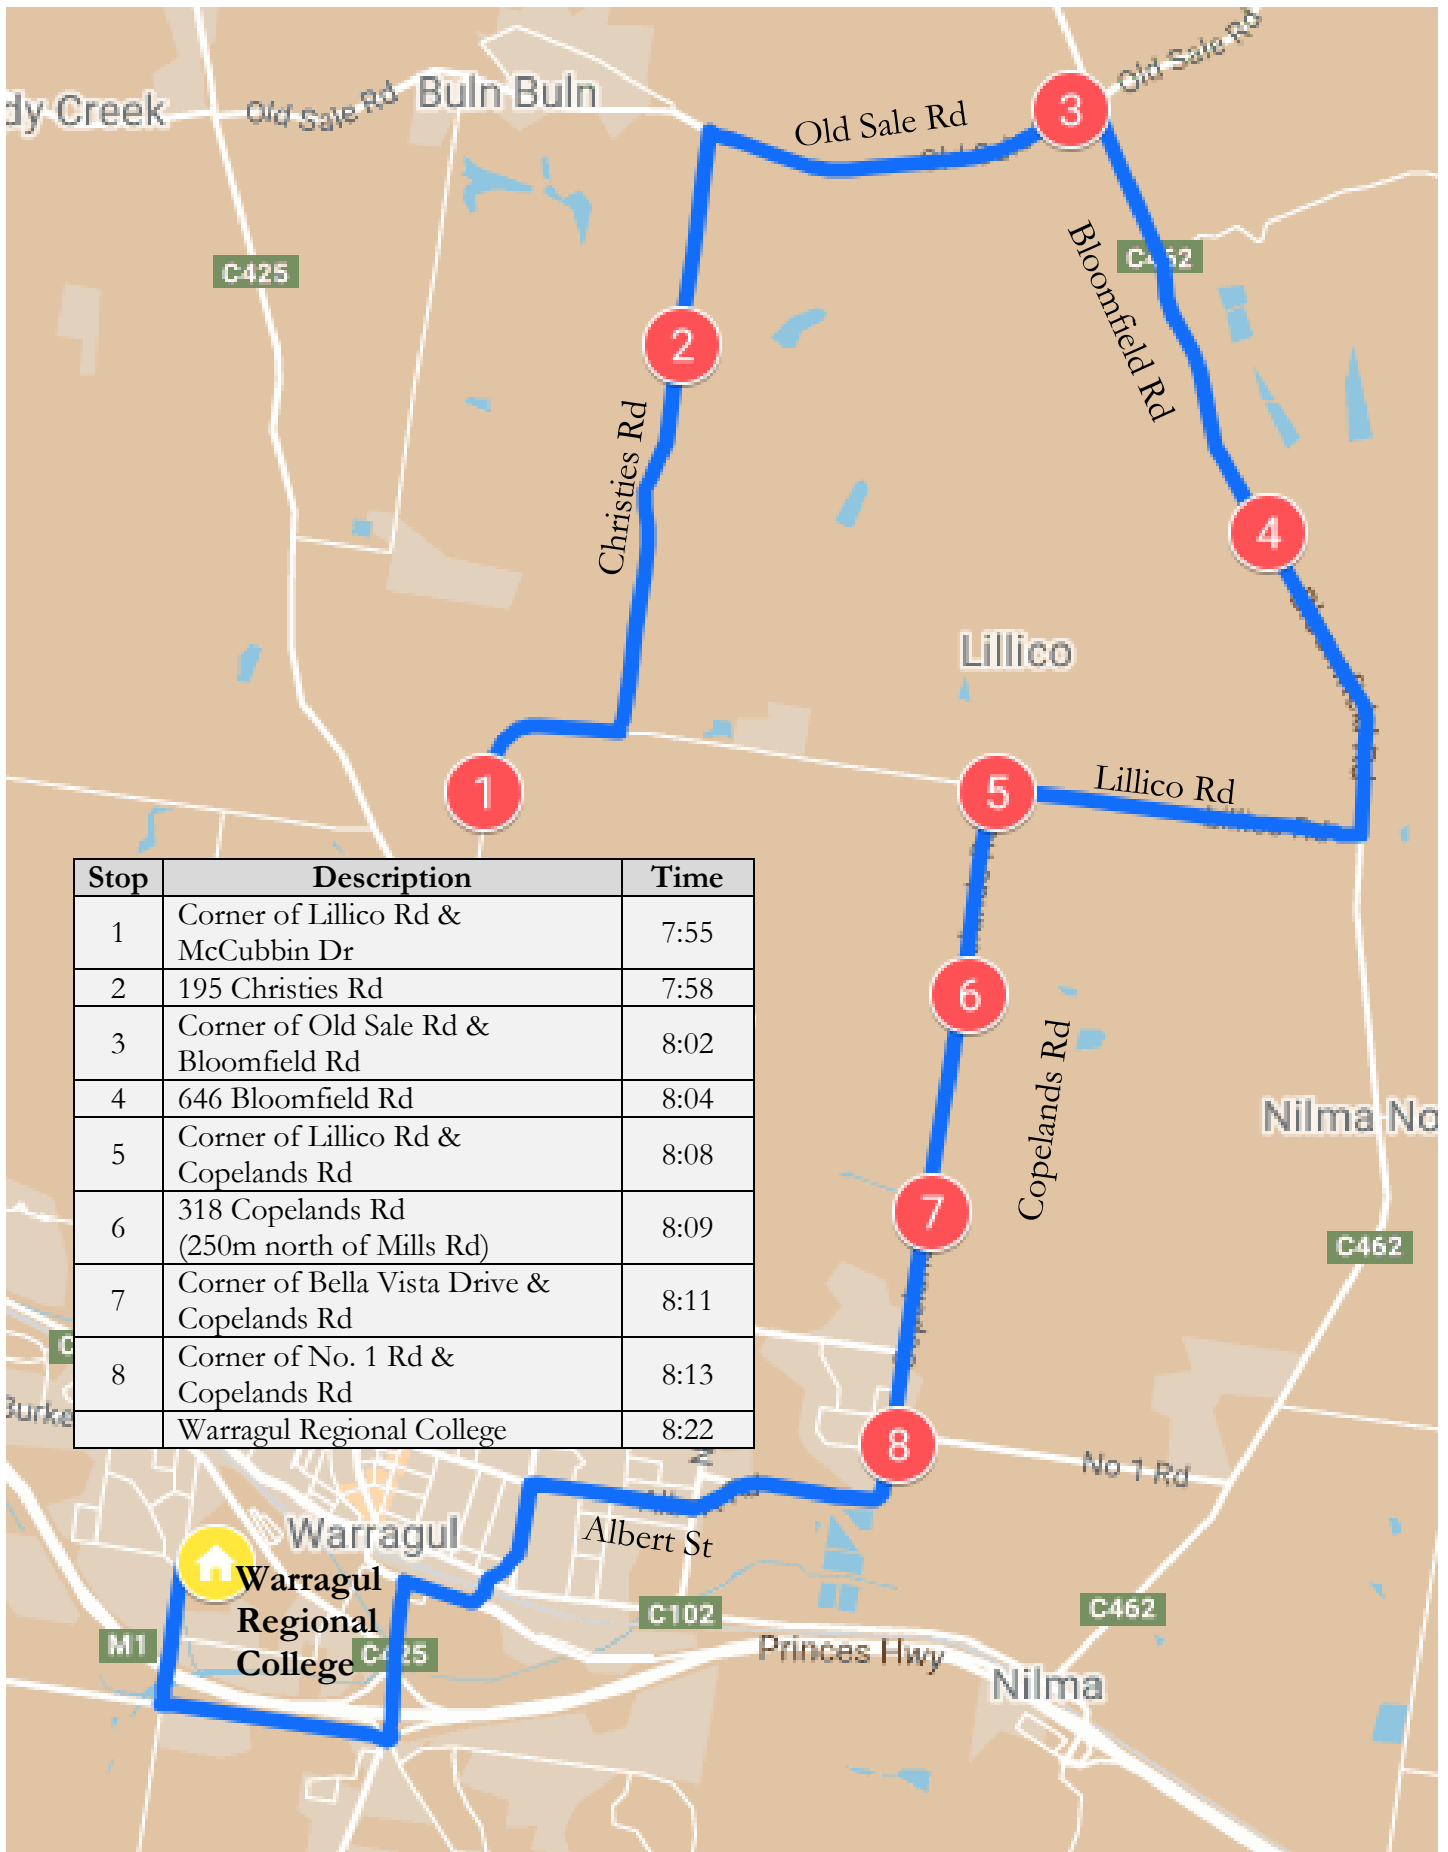 Old Sale Rd
dy Creek
Old Sale Rd
Buln Buln
Old Sale Rd
3
C425
Bloomfield Rd
2
Christies Rd
4
Lillico
1
5
Lillico Rd
Stop Description Time
1 Corner of Lillico Rd &
McCubbin Dr 7:55
2 195 Christies Rd 7:58
3 Corner of Old Sale Rd &
Bloomfield Rd 8:02
4 646 Bloomfield Rd 8:04
5 Corner of Lillico Rd &
Copelands Rd 8:08
6 318 Copelands Rd
(250m north of Mills Rd) 8:09
7 Corner of Bella Vista Drive &
Copelands Rd 8:11
8 Corner of No. 1 Rd &
Copelands Rd 8:13
Warragul Regional College 8:22
6
Copelands Rd
Nilma No
7
C462
8
No 1 Rd
Albert St
Warragul
Warragul
Regional
College
M1
C102
C462
Princes Hwy
Nilma